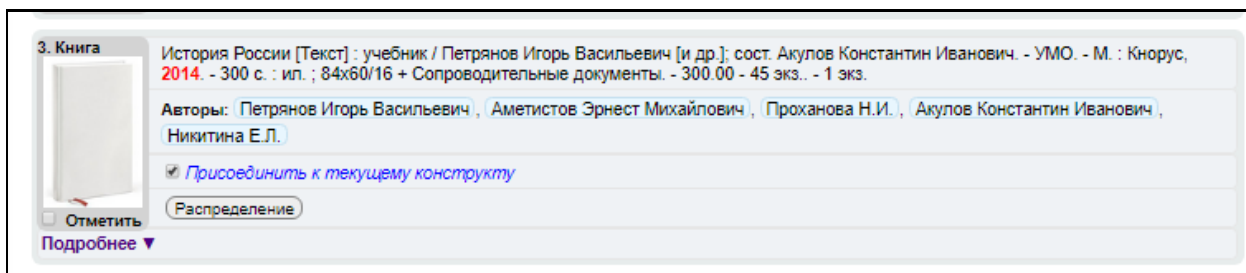 3. Книга
История России [Текст] : учебник / Петрянов Игорь Васильевич [и др.]; сост. Акулов Константин Иванович. - УМО. - М. : Кнорус,
2014. - 300 с. : ил. ; 84x60/16 + Сопроводительные документы. - 300.00 - 45 экз.. - 1 экз.
Авторы: Петрянов Игорь Васильевич , Аметистов Эрнест Михайлович , Проханова Н.И. , Акулов Константин Иванович ,
Никитина Е.Л.
Присоединить к текущему конструкту
Распределение
Отметить
Подробнее ▼